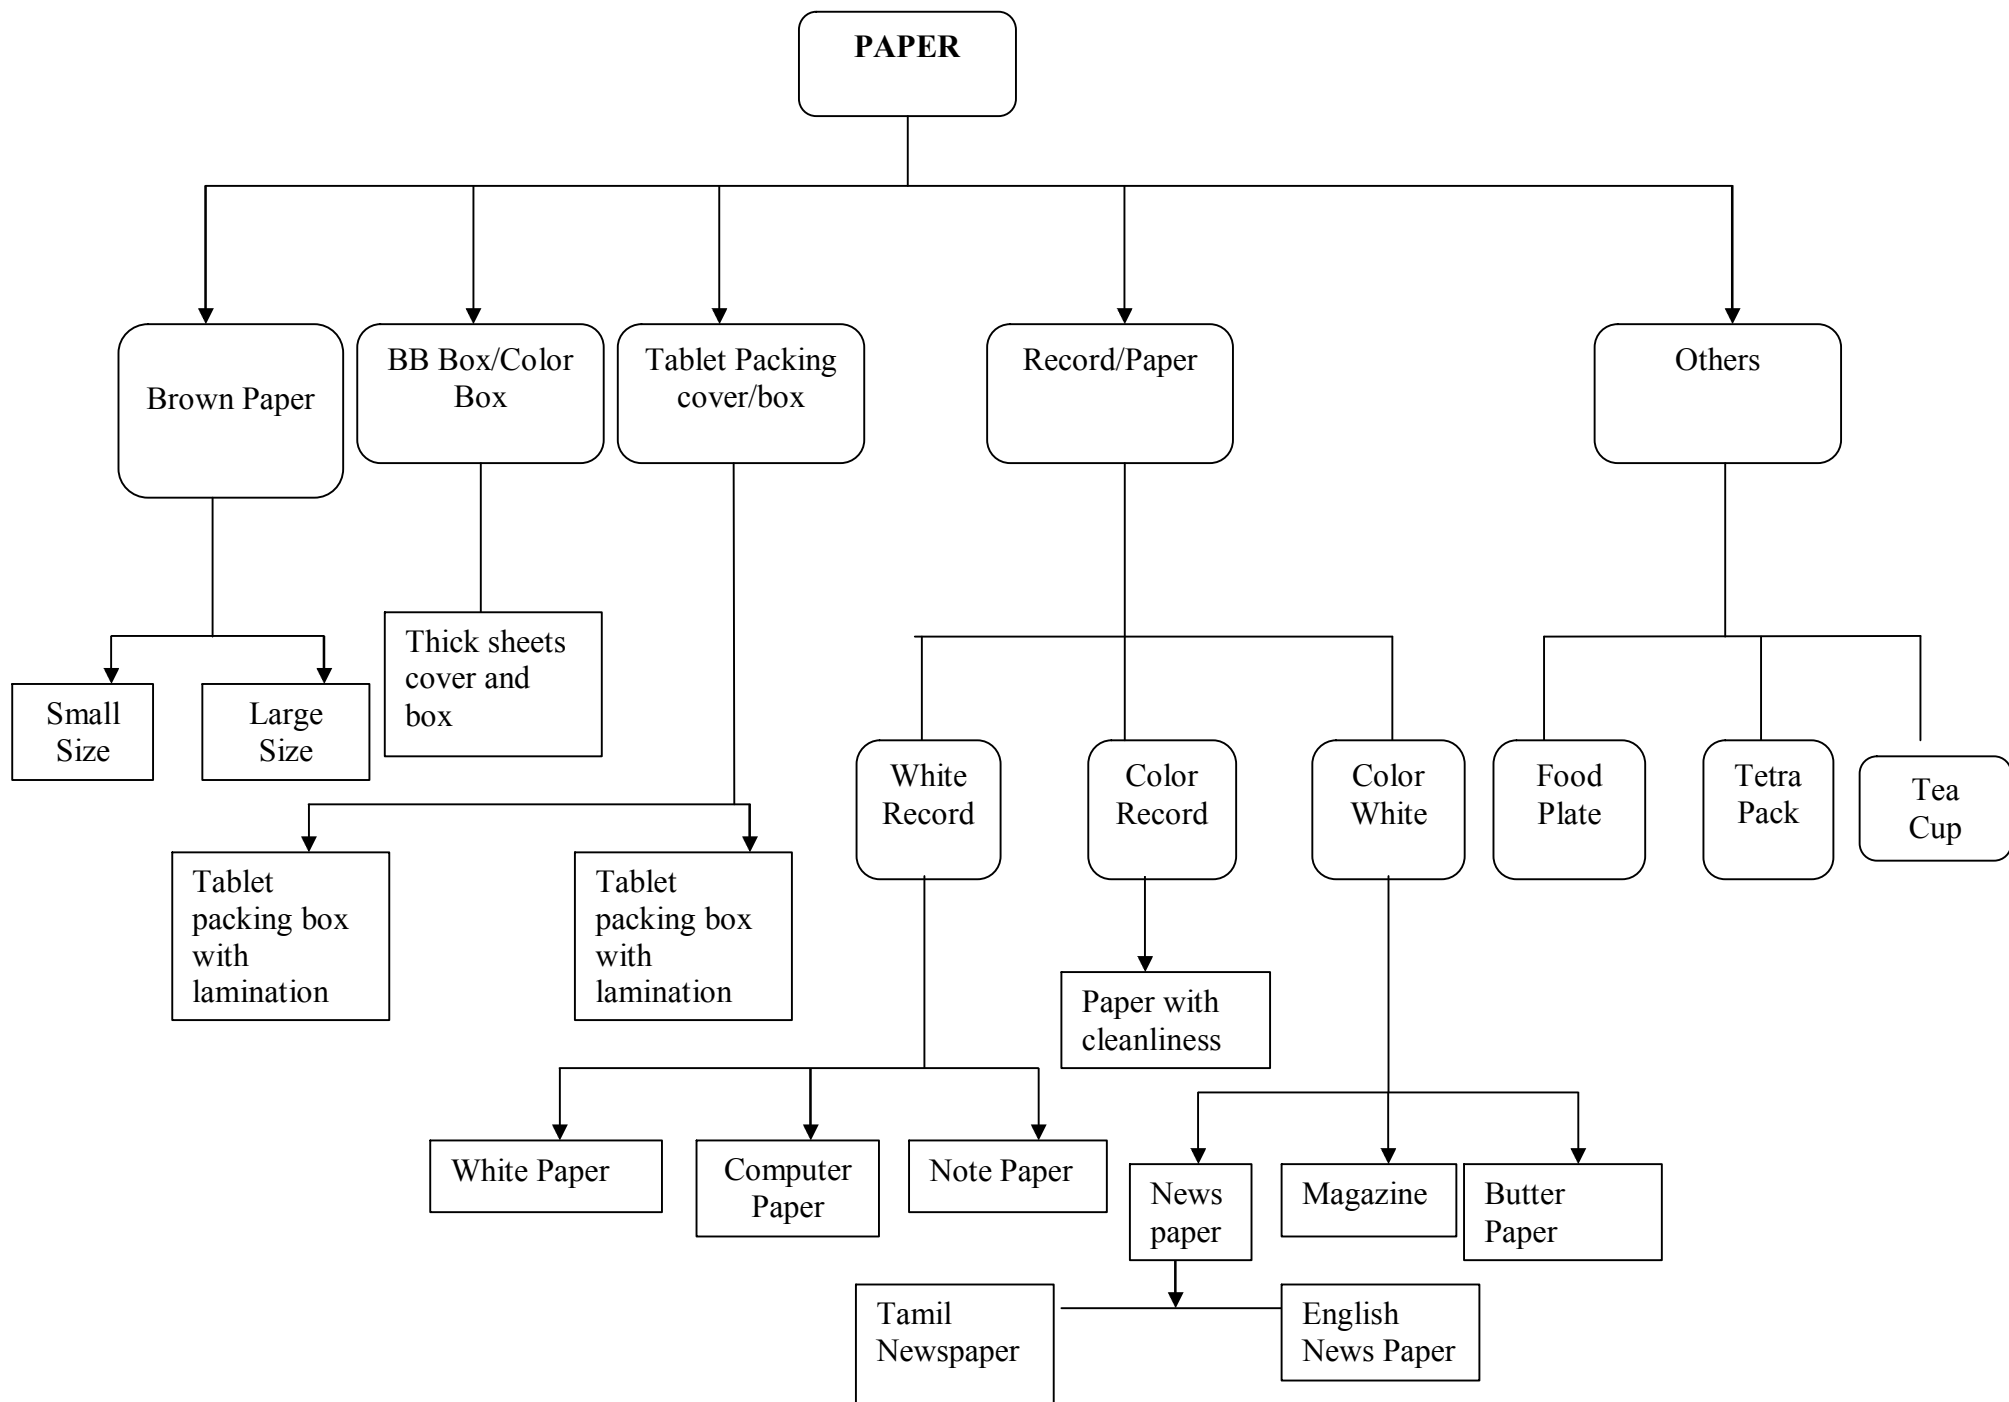 PAPER
Brown Paper
BB Box/Color
Box
Tablet Packing
cover/box
Record/Paper
Others
Small
Size
Large
Size
Thick sheets
cover and
box
White
Record
Color
Record
Color
White
Food
Plate
Tetra
Pack
Tea
Cup
Tablet
packing box
with
lamination
Tablet
packing box
with
lamination
Paper with
cleanliness
White Paper
Computer
Paper
Note Paper
News
paper
Magazine
Butter
Paper
Tamil
Newspaper
English
News Paper